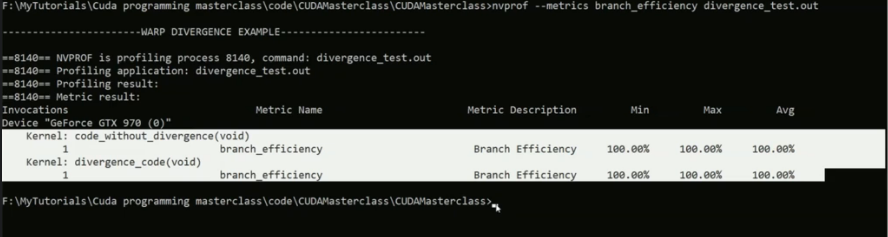 F:\MyTutorials\Cuda programming masterclass\code\CUDAMasterclass\CUDAMasterclass>nvprof --metrics branch_efficiency divergence_test.out
-----------------------WARP DIVERGENCE EXAMPLE------------------------
==8140== NVPROF is profiling process 8140, command: divergence_test.out
==8140== Profiling application: divergence_test.out
==8140== Profiling result:
==8140== Metric result:
Invocations Metric Name Metric Description Min Max Avg
Device "GeForce GTX 970 (0)"
Kernel: code_without_divergence(void)
1 branch_efficiency Branch Efficiency 100.00% 100.00% 100.00%
Kernel: divergence_code(void)
1 branch_efficiency Branch Efficiency 100.00% 100.00% 100.00%
F:\MyTutorials\Cuda programming masterclass\code\CUDAMasterclass\CUDAMasterclass>